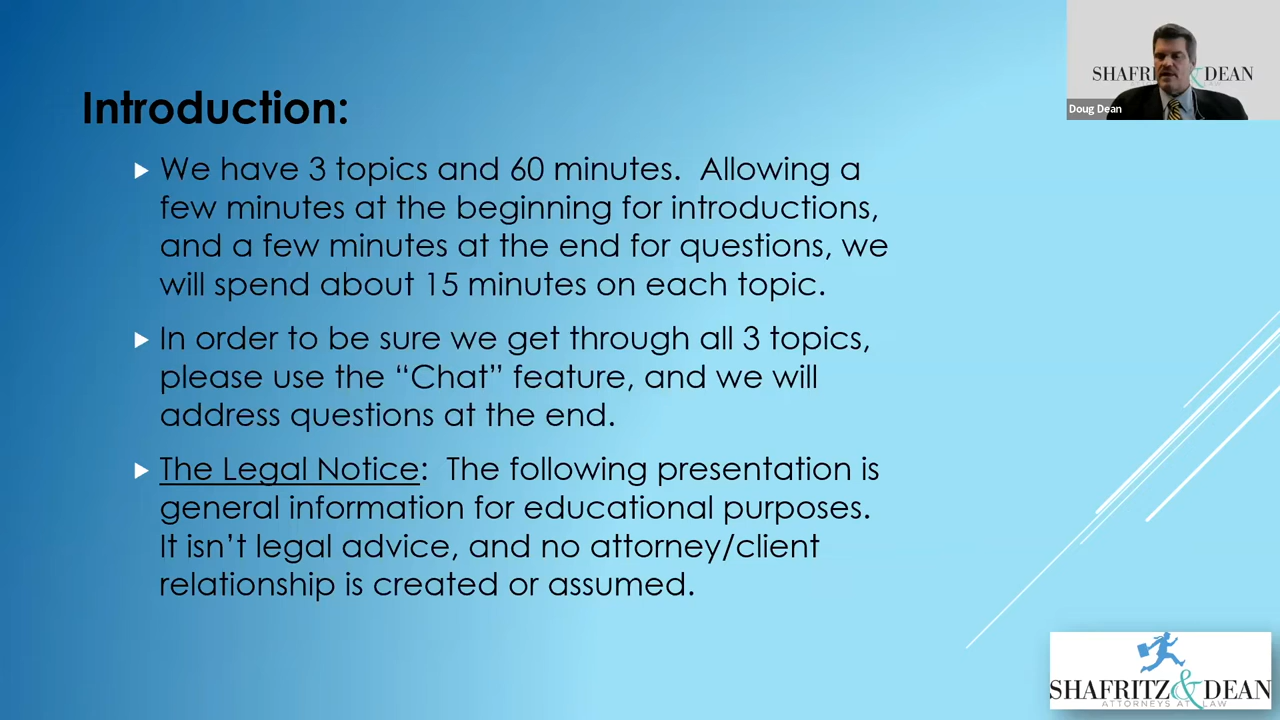 SHAFRITZ & DEAN
Doug Dean
Introduction:
We have 3 topics and 60 minutes. Allowing a
few minutes at the beginning for introductions,
and a few minutes at the end for questions, we
will spend about 15 minutes on each topic.
In order to be sure we get through all 3 topics,
please use the “Chat” feature, and we will
address questions at the end.
The Legal Notice: The following presentation is
general information for educational purposes.
It isn’t legal advice, and no attorney/client
relationship is created or assumed.
SHAFRITZ & DEAN
ATTORNEYS AT LAW